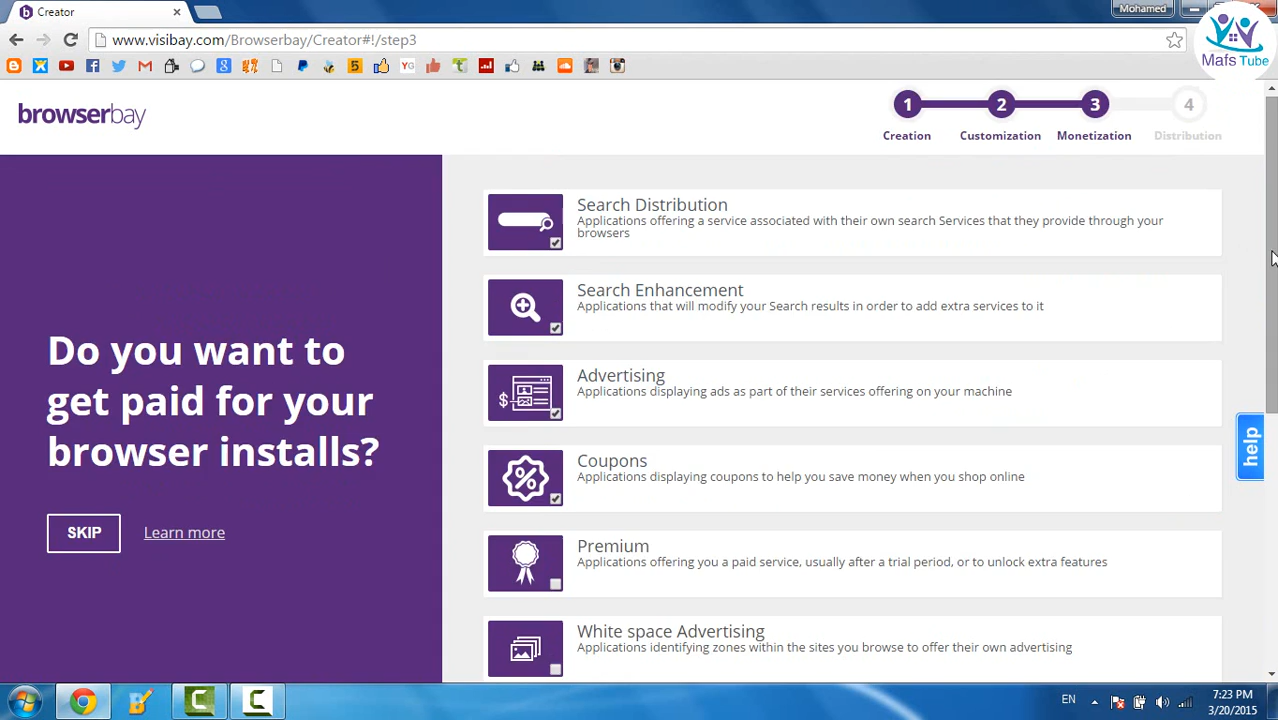 Creator
Mohamed
www.visibay.com/Browserbay/Creator#!/step3
Mafs Tube
browserbay
1 2 3 4
Creation Customization Monetization Distribution
Do you want to
get paid for your
browser installs?
SKIP Learn more
Search Distribution
Applications offering a service associated with their own search Services that they provide through your
browsers
Search Enhancement
Applications that will modify your Search results in order to add extra services to it
Advertising
Applications displaying ads as part of their services offering on your machine
Coupons
Applications displaying coupons to help you save money when you shop online
Premium
Applications offering you a paid service, usually after a trial period, or to unlock extra features
White space Advertising
Applications identifying zones within the sites you browse to offer their own advertising
help
EN
7:23 PM
3/20/2015